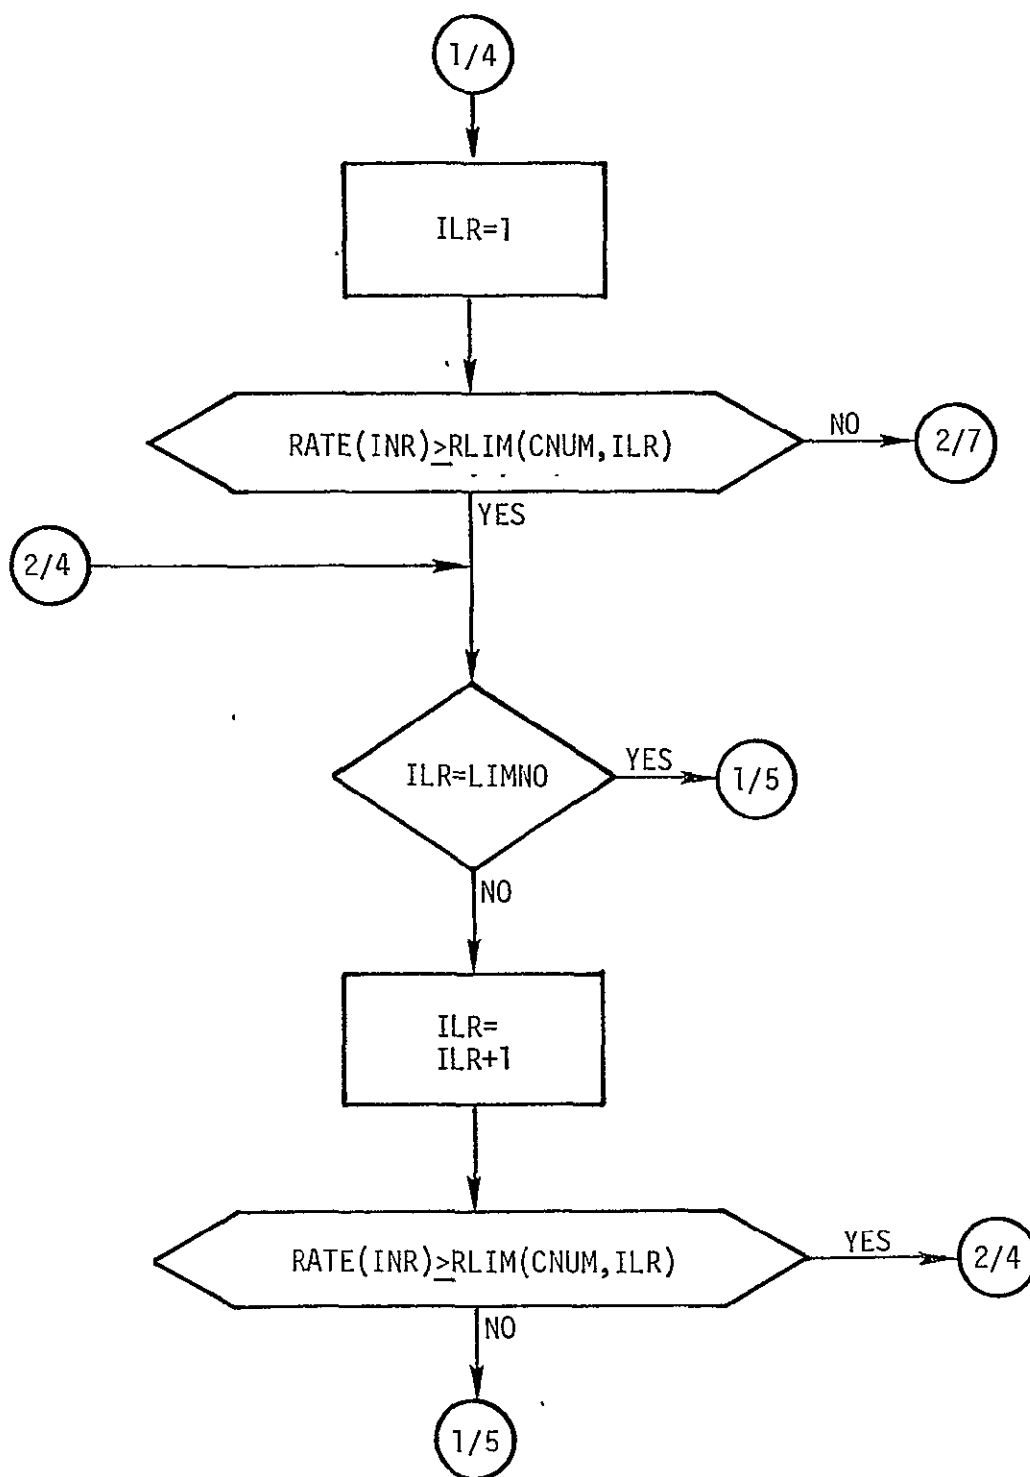 1/4
ILR=1
RATE(INR)≥RLIM(CNUM,ILR)
NO
2/7
YES
2/4
ILR=LIMNO
YES
1/5
NO
ILR=
ILR+1
RATE(INR)≥RLIM(CNUM,ILR)
YES
2/4
NO
1/5